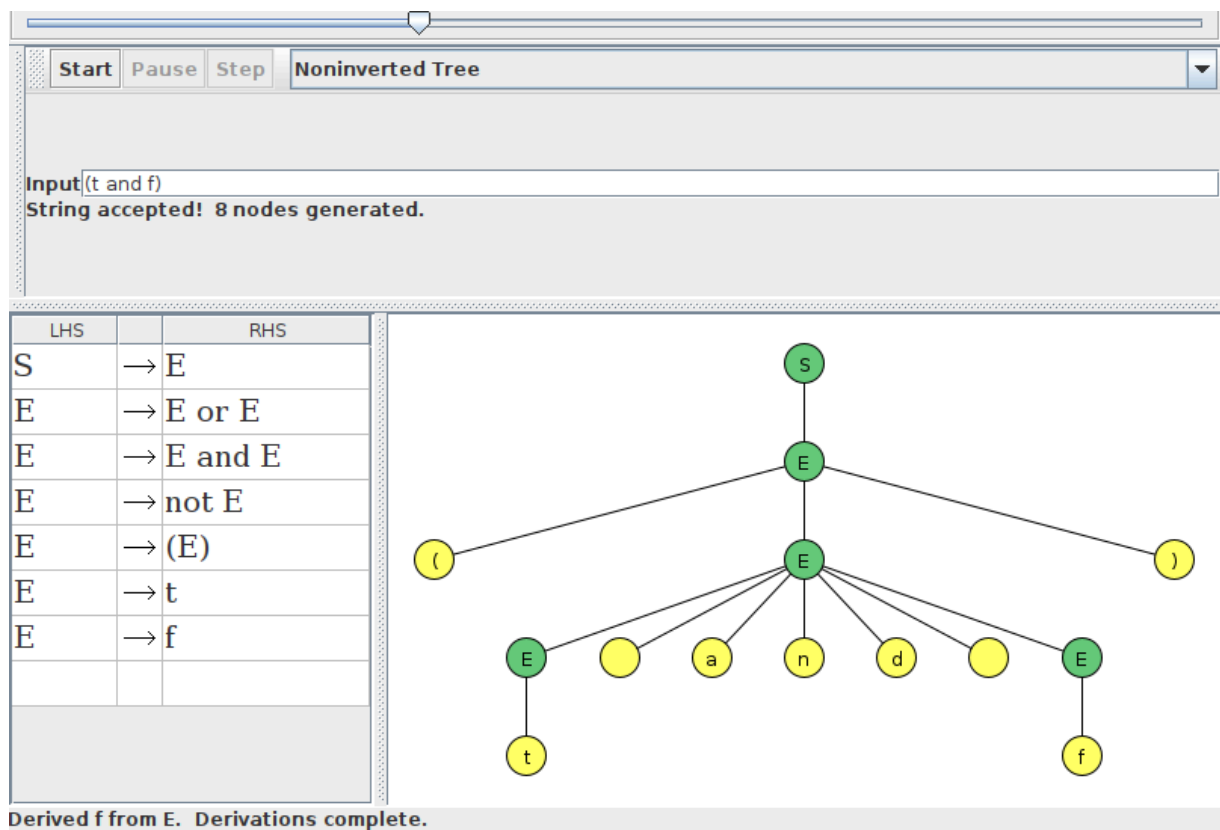 Start Pause Step Noninverted Tree
Input (t and f)
String accepted! 8 nodes generated.
LHS RHS
S → E
E → E or E
E → E and E
E → not E
E → (E)
E → t
E → f
S
E
( E )
E a n d E
t f
Derived f from E. Derivations complete.